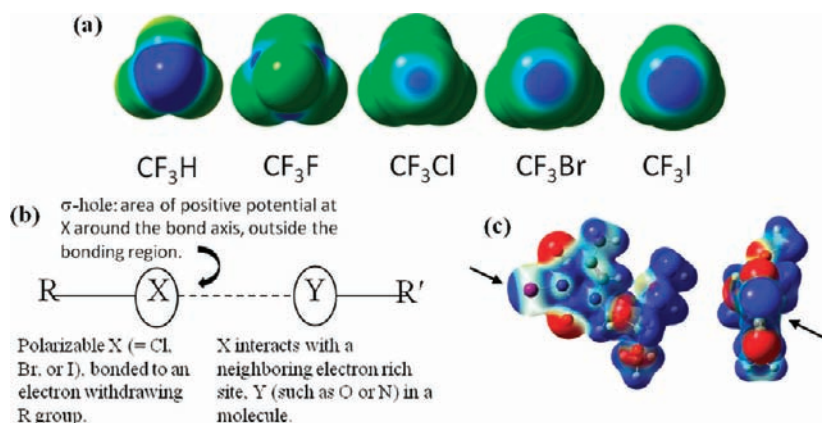 (a)
CF₃H CF₃F CF₃Cl CF₃Br CF₃I
(b)
σ-hole: area of positive potential at
X around the bond axis, outside the
bonding region.
R X Y R'
Polarizable X (= Cl,
Br, or I), bonded to an
electron withdrawing
R group.
X interacts with a
neighboring electron rich
site, Y (such as O or N) in a
molecule.
(c)